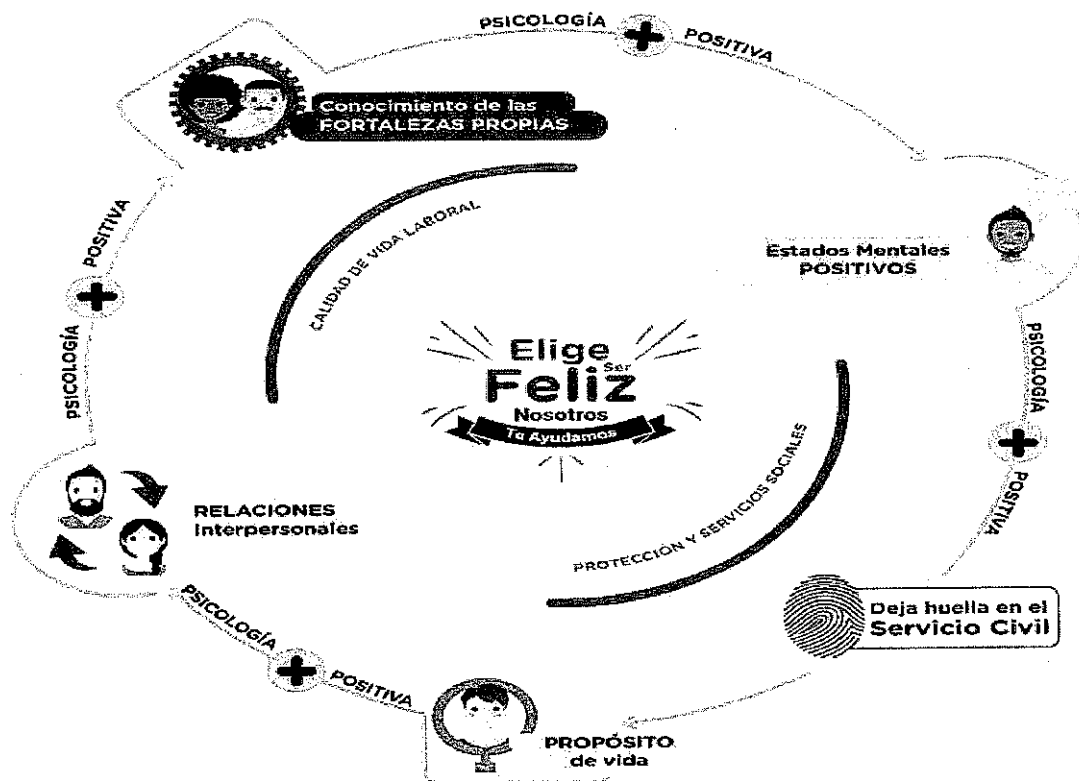 PSICOLOGÍA
POSITIVA
Conocimiento de las
FORTALEZAS PROPIAS
CALIDAD DE VIDA LABORAL
Estados Mentales
POSITIVOS
PSICOLOGÍA
POSITIVA
Elige
Ser
Feliz
Nosotros
Te Ayudamos
PROTECCIÓN Y SERVICIOS SOCIALES
Deja huella en el
Servicio Civil
PROPÓSITO
de vida
PSICOLOGÍA
POSITIVA
RELACIONES
Interpersonales
PSICOLOGÍA
POSITIVA